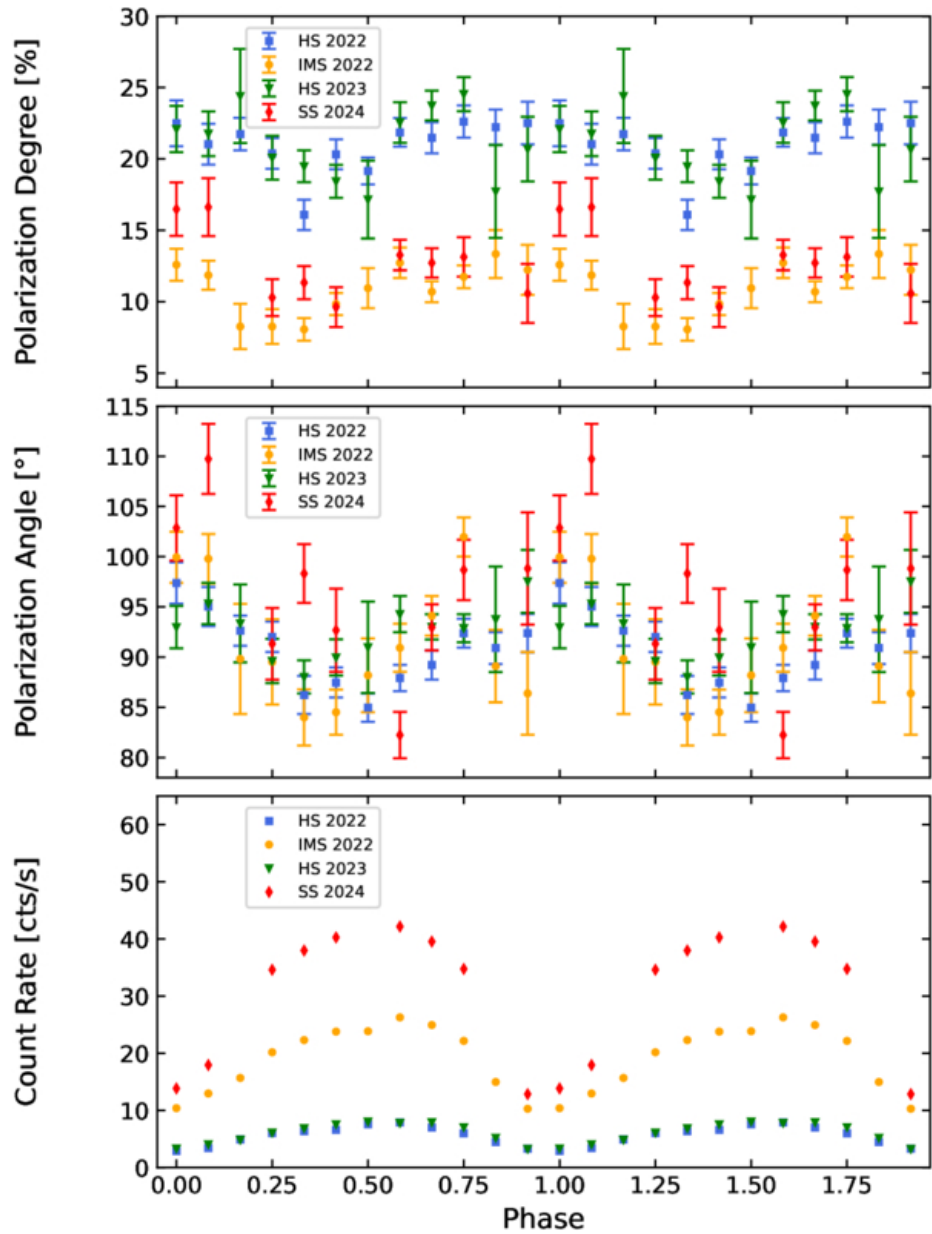 Polarization Degree [%]
30
25
20
15
10
5
HS 2022
IMS 2022
HS 2023
SS 2024
Polarization Angle [°]
115
110
105
100
95
90
85
80
HS 2022
IMS 2022
HS 2023
SS 2024
Count Rate [cts/s]
60
50
40
30
20
10
0
HS 2022
IMS 2022
HS 2023
SS 2024
0.00 0.25 0.50 0.75 1.00 1.25 1.50 1.75
Phase